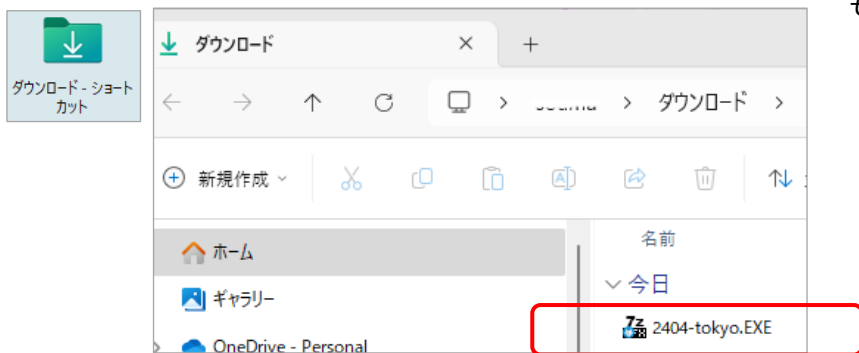 ダウンロード - ショート
カット
ダウンロード
ダウンロード
新規作成
名前
ホーム
今日
ギャラリー
7z 2404-tokyo.EXE
OneDrive - Personal